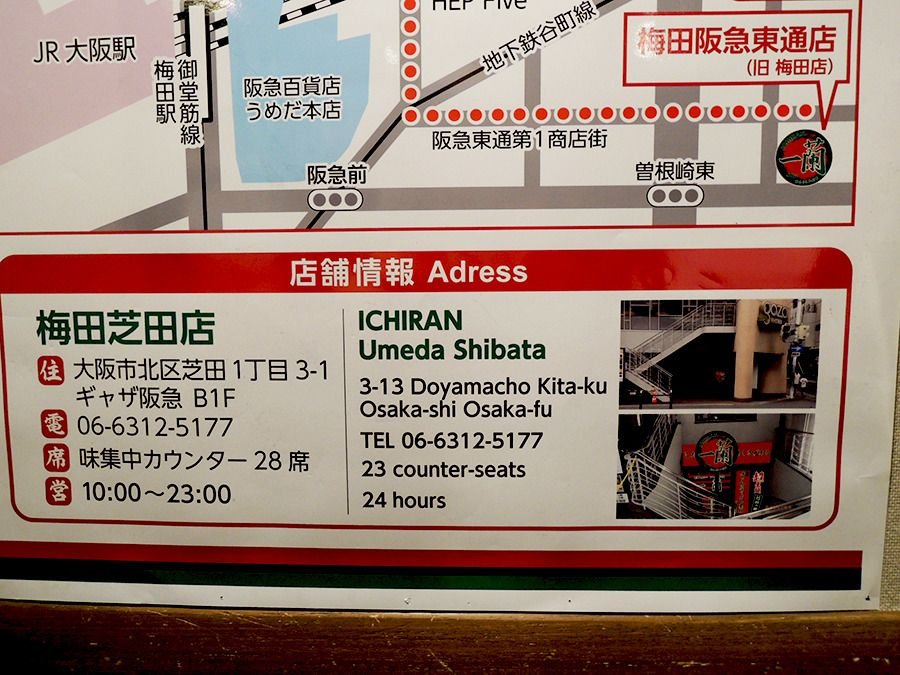 HEP Five
地下鉄谷町線
梅田阪急東通店
(旧 梅田店)
JR 大阪駅
御堂筋線
梅田駅
阪急百貨店
うめだ本店
阪急東通第1商店街
一蘭
阪急前
曽根崎東
店舗情報 Adress
梅田芝田店
住 大阪市北区芝田1丁目3-1
ギャザ阪急 B1F
電 06-6312-5177
席 味集中カウンター28席
営 10:00～23:00
ICHIRAN
Umeda Shibata
3-13 Doyamacho Kita-ku
Osaka-shi Osaka-fu
TEL 06-6312-5177
23 counter-seats
24 hours
一蘭